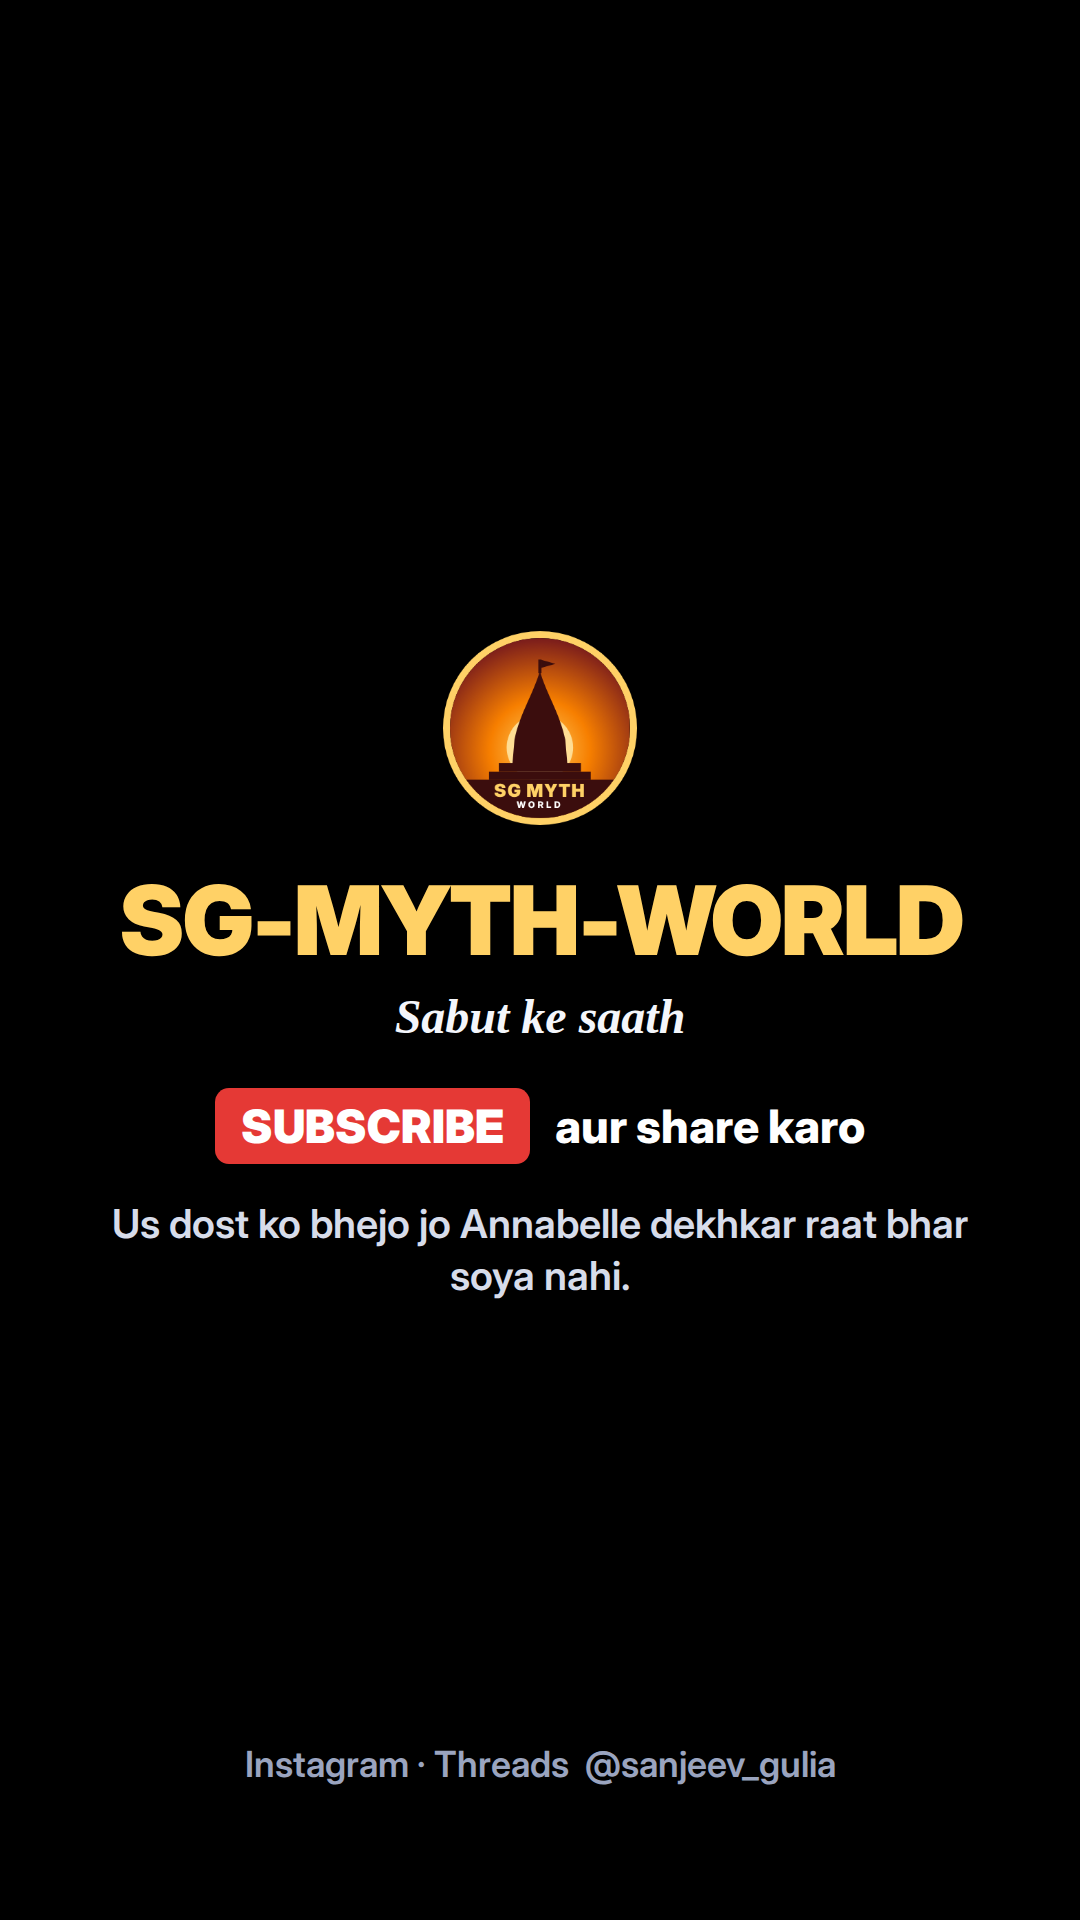 SG MYTH
WORLD
SG-MYTH-WORLD
Sabut ke saath
SUBSCRIBE aur share karo
Us dost ko bhejo jo Annabelle dekhkar raat bhar
soya nahi.
Instagram · Threads @sanjeev_gulia